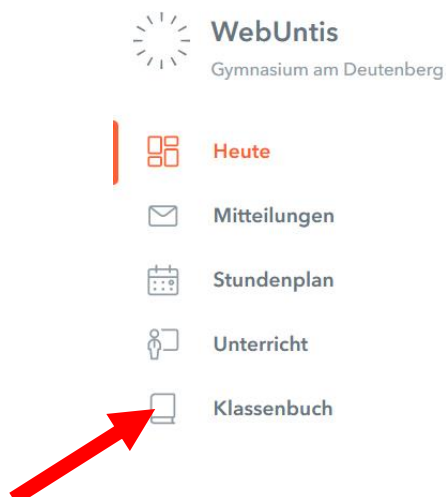 WebUntis
Gymnasium am Deutenberg
Heute
Mitteilungen
Stundenplan
Unterricht
Klassenbuch